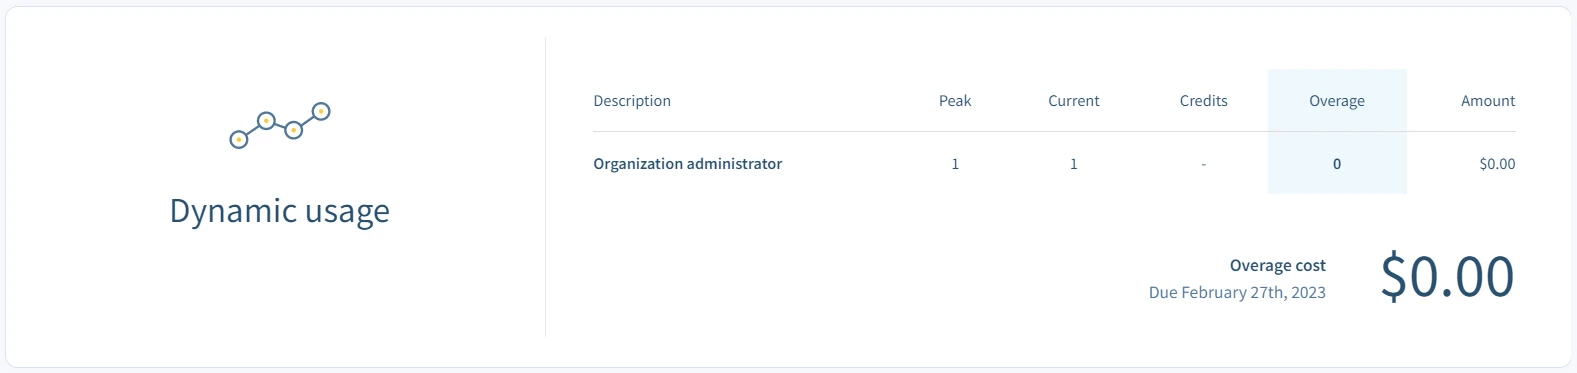 Dynamic usage
Description Peak Current Credits Overage Amount
Organization administrator 1 1 - 0 $0.00
Overage cost $0.00
Due February 27th, 2023